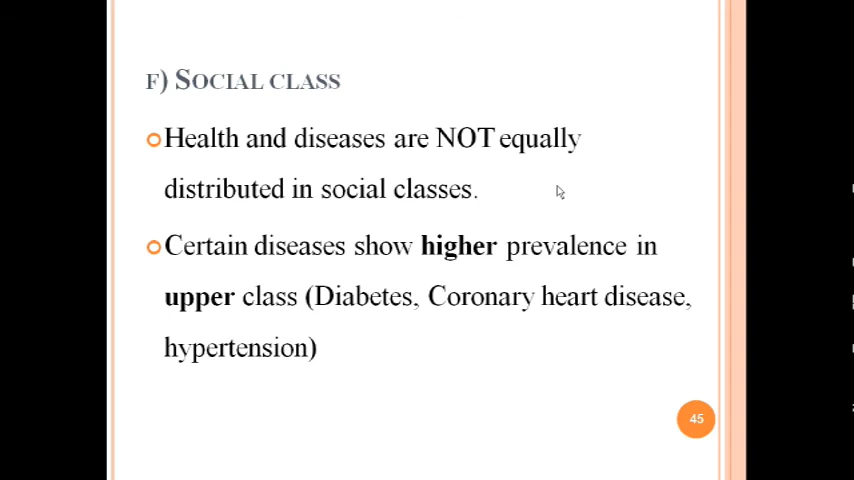 F) SOCIAL CLASS
Health and diseases are NOT equally
distributed in social classes.
Certain diseases show higher prevalence in
upper class (Diabetes, Coronary heart disease,
hypertension)
45